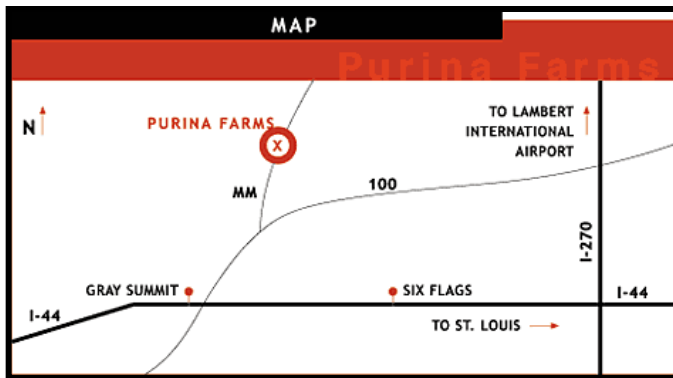 MAP
Purina Farms
N
PURINA FARMS
X
TO LAMBERT
INTERNATIONAL
AIRPORT
MM
100
I-270
GRAY SUMMIT
SIX FLAGS
I-44
I-44
TO ST. LOUIS